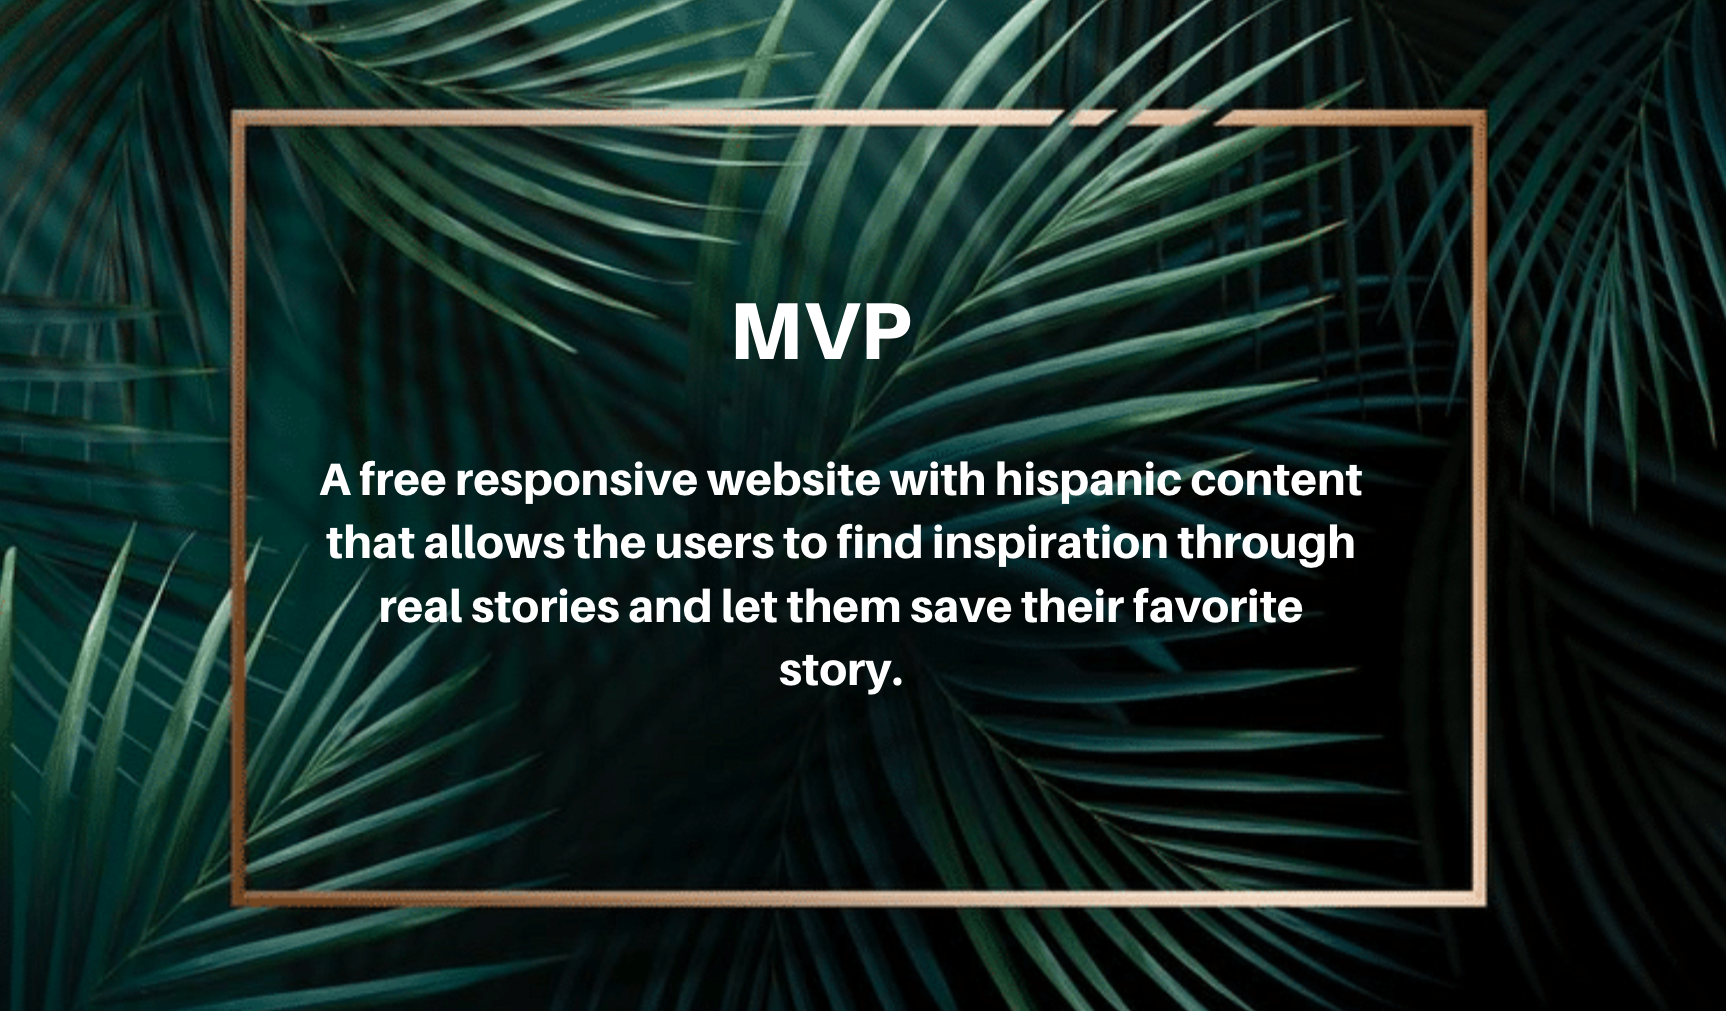 MVP
A free responsive website with hispanic content
that allows the users to find inspiration through
real stories and let them save their favorite
story.